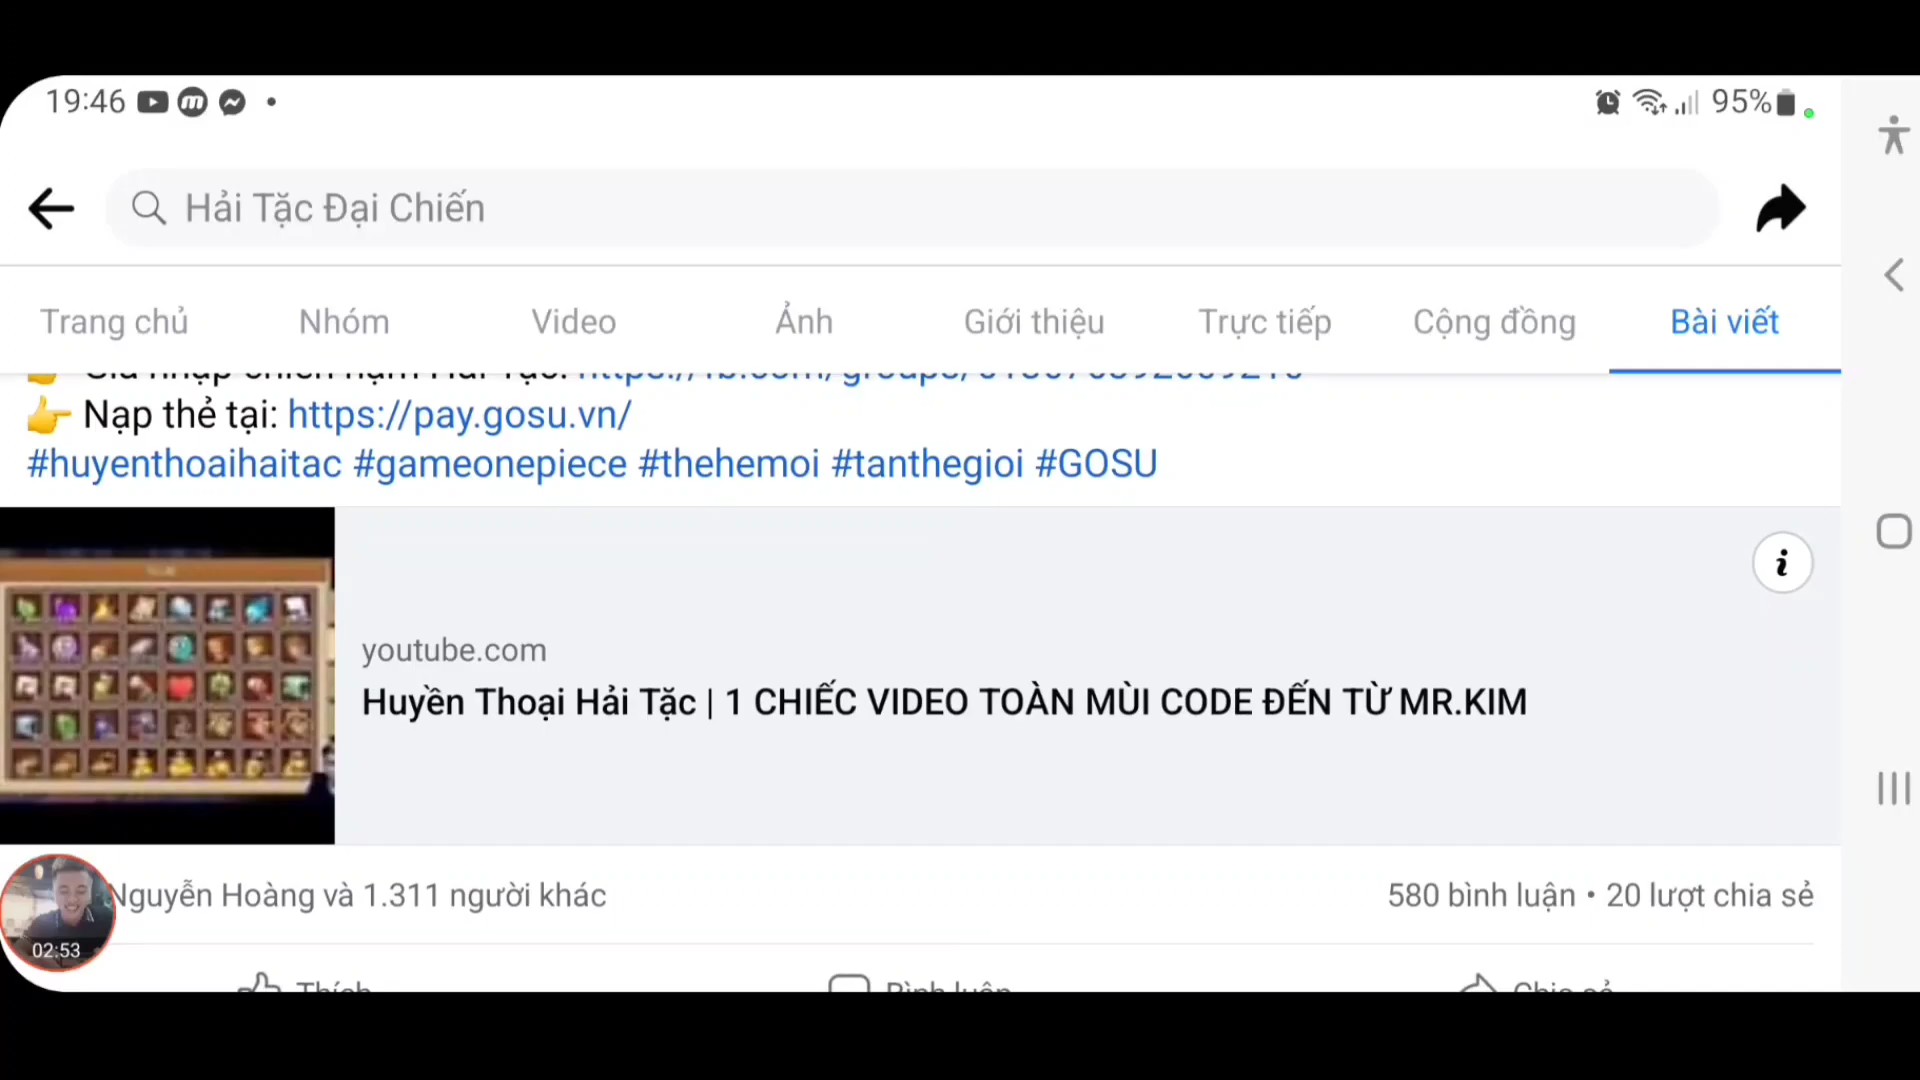 19:46
95%
Hải Tặc Đại Chiến
Trang chủ Nhóm Video Ảnh Giới thiệu Trực tiếp Cộng đồng Bài viết
👉 Nạp thẻ tại: https://pay.gosu.vn/
#huyenthoaihaitac #gameonepiece #thehemoi #tanthegioi #GOSU
youtube.com
Huyền Thoại Hải Tặc | 1 CHIẾC VIDEO TOÀN MÙI CODE ĐẾN TỪ MR.KIM
Nguyễn Hoàng và 1.311 người khác
580 bình luận • 20 lượt chia sẻ
02:53
Thích Bình luận Chia sẻ